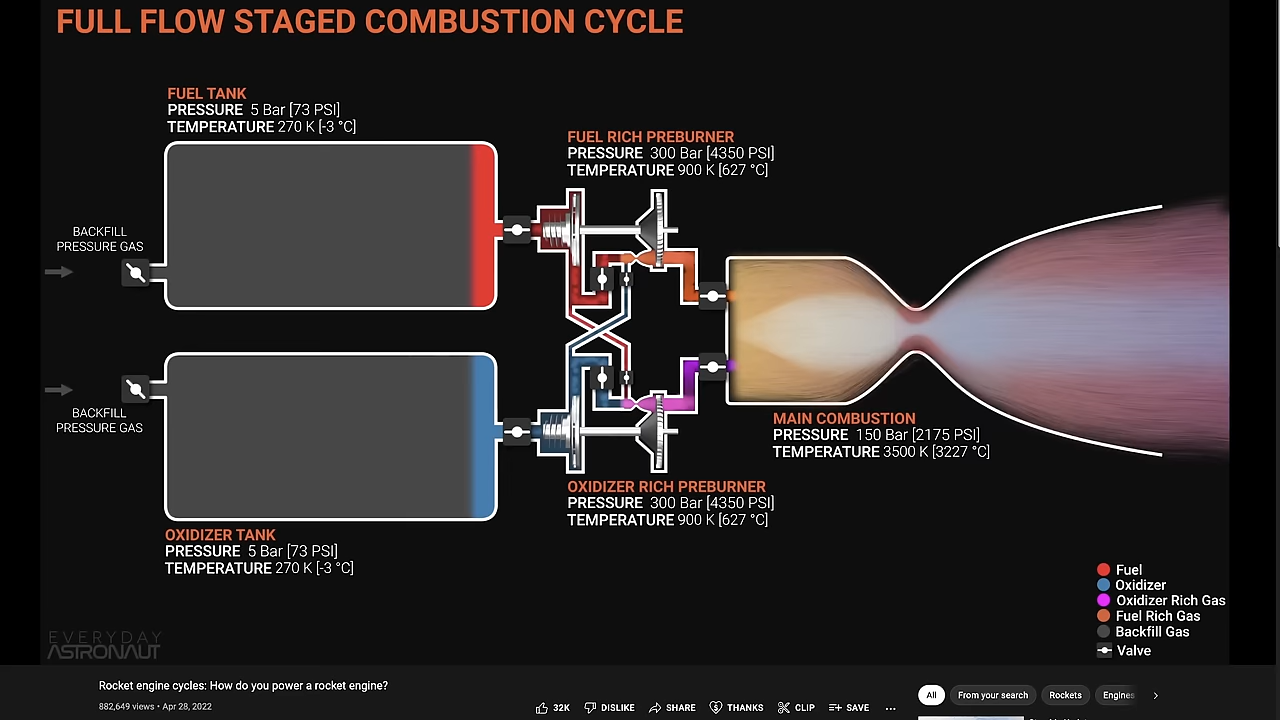 FULL FLOW STAGED COMBUSTION CYCLE
FUEL TANK
PRESSURE 5 Bar [73 PSI]
TEMPERATURE 270 K [-3 °C]
FUEL RICH PREBURNER
PRESSURE 300 Bar [4350 PSI]
TEMPERATURE 900 K [627 °C]
BACKFILL
PRESSURE GAS
BACKFILL
PRESSURE GAS
MAIN COMBUSTION
PRESSURE 150 Bar [2175 PSI]
TEMPERATURE 3500 K [3227 °C]
OXIDIZER RICH PREBURNER
PRESSURE 300 Bar [4350 PSI]
TEMPERATURE 900 K [627 °C]
OXIDIZER TANK
PRESSURE 5 Bar [73 PSI]
TEMPERATURE 270 K [-3 °C]
Fuel
Oxidizer
Oxidizer Rich Gas
Fuel Rich Gas
Backfill Gas
Valve
EVERYDAY
ASTRONAUT
Rocket engine cycles: How do you power a rocket engine?
882,649 views • Apr 28, 2022
32K DISLIKE SHARE THANKS CLIP SAVE ...
All From your search Rockets Engines